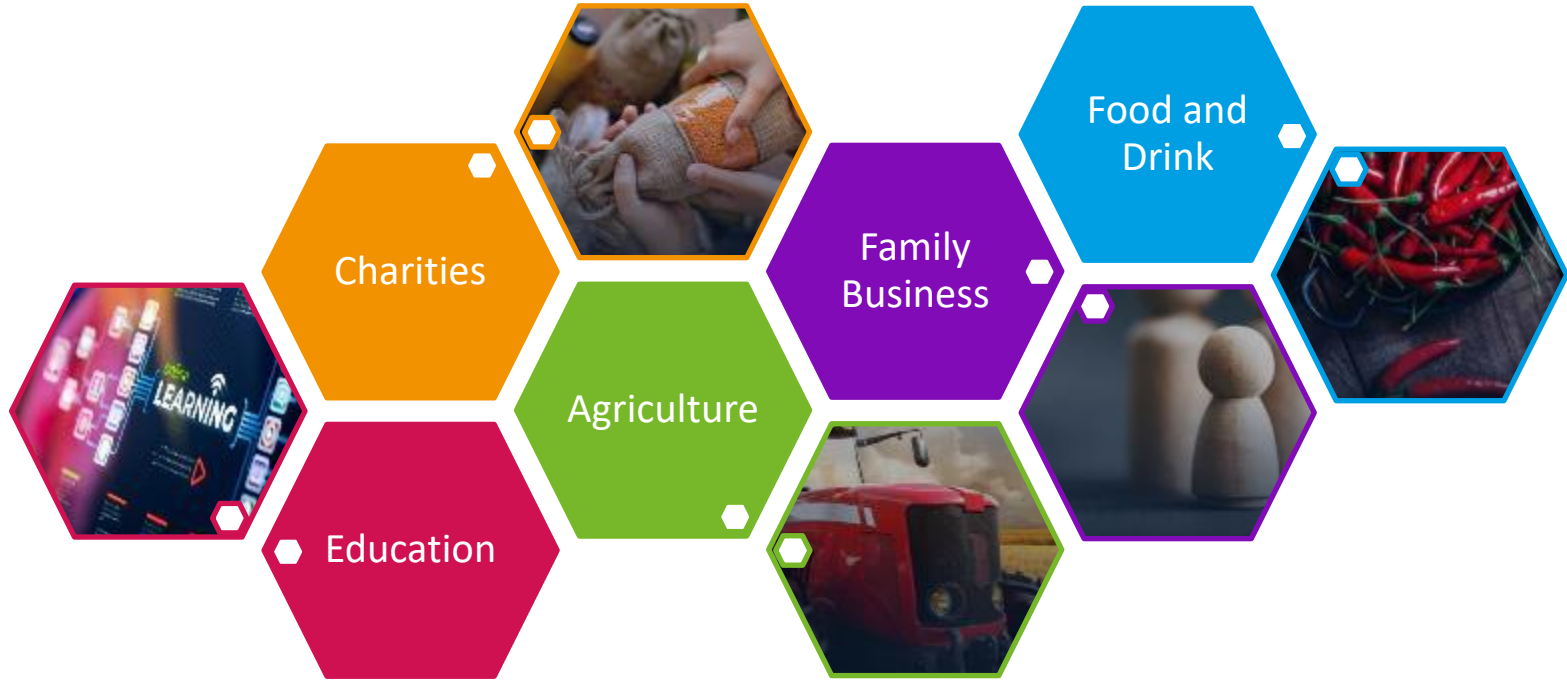 Food and
Drink
Charities
Family
Business
Agriculture
LEARNING
Education